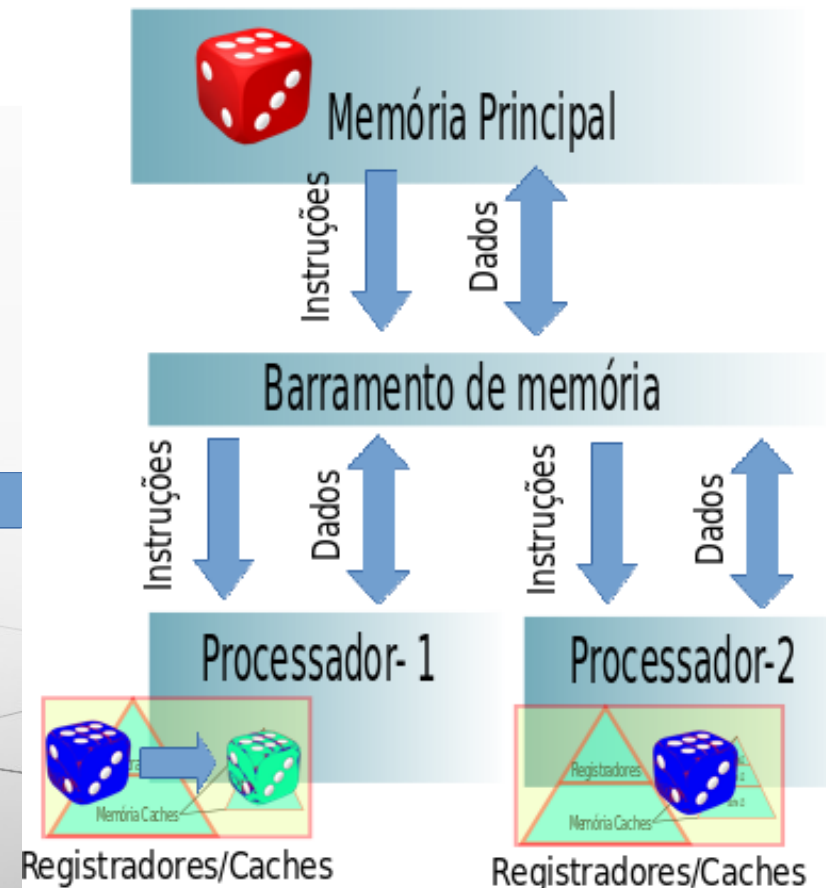 Memória Principal
Instruções
Dados
Barramento de memória
Instruções
Dados
Instruções
Dados
Processador- 1
Processador-2
Registradores
Memória Caches
Memória Caches
Registradores/Caches
Registradores/Caches